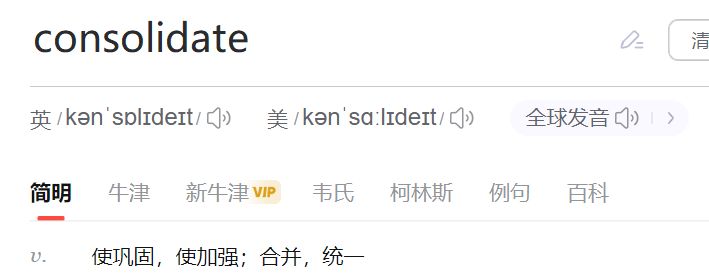 consolidate
清
英 /kənˈsɒlɪdeɪt/ 美 /kənˈsɑːlɪdeɪt/ 全球发音
简明 牛津 新牛津 VIP 韦氏 柯林斯 例句 百科
v. 使巩固，使加强；合并，统一